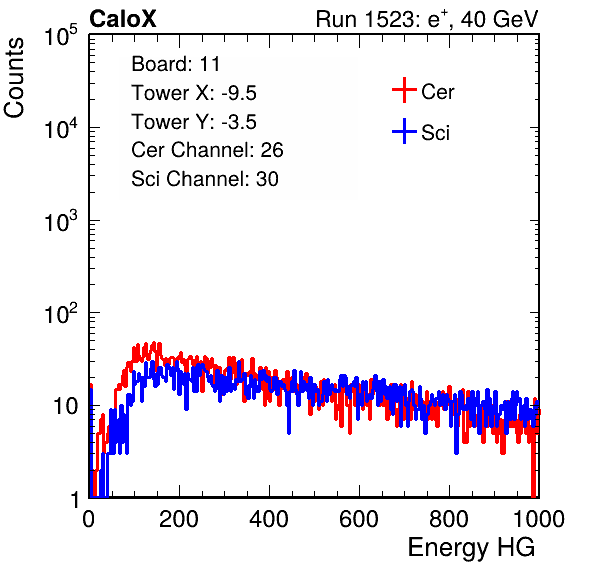 CaloX Run 1523: e⁺, 40 GeV
Counts
10⁵
10⁴
10³
10²
10
1
Board: 11
Tower X: -9.5
Tower Y: -3.5
Cer Channel: 26
Sci Channel: 30
Cer
Sci
0 200 400 600 800 1000
Energy HG